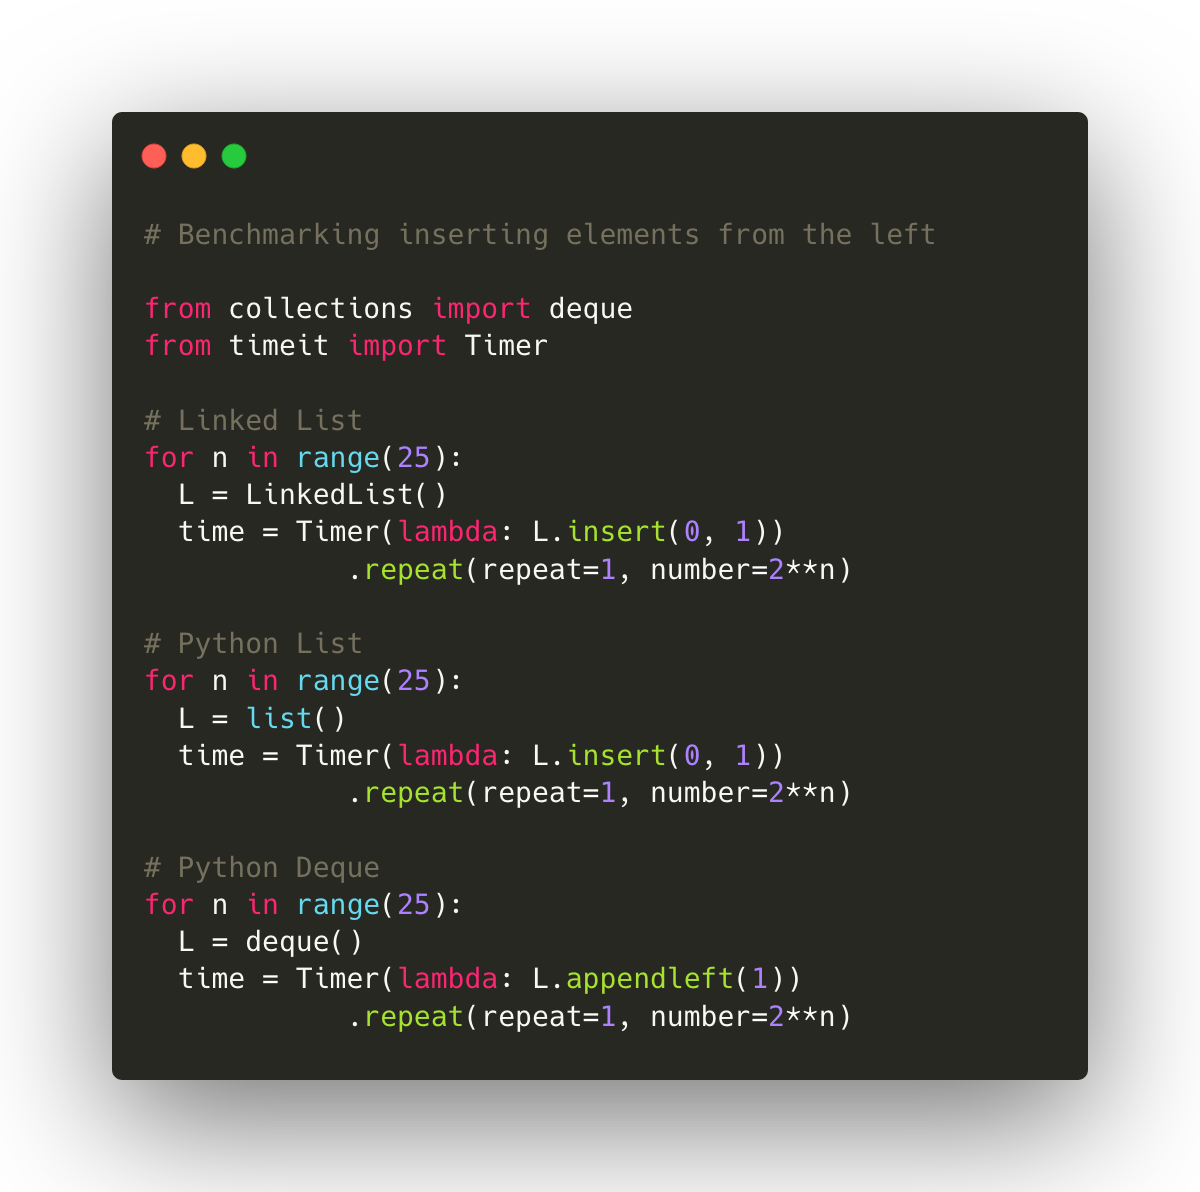 # Benchmarking inserting elements from the left

from collections import deque
from timeit import Timer

# Linked List
for n in range(25):
  L = LinkedList()
  time = Timer(lambda: L.insert(0, 1))
            .repeat(repeat=1, number=2**n)

# Python List
for n in range(25):
  L = list()
  time = Timer(lambda: L.insert(0, 1))
            .repeat(repeat=1, number=2**n)

# Python Deque
for n in range(25):
  L = deque()
  time = Timer(lambda: L.appendleft(1))
            .repeat(repeat=1, number=2**n)